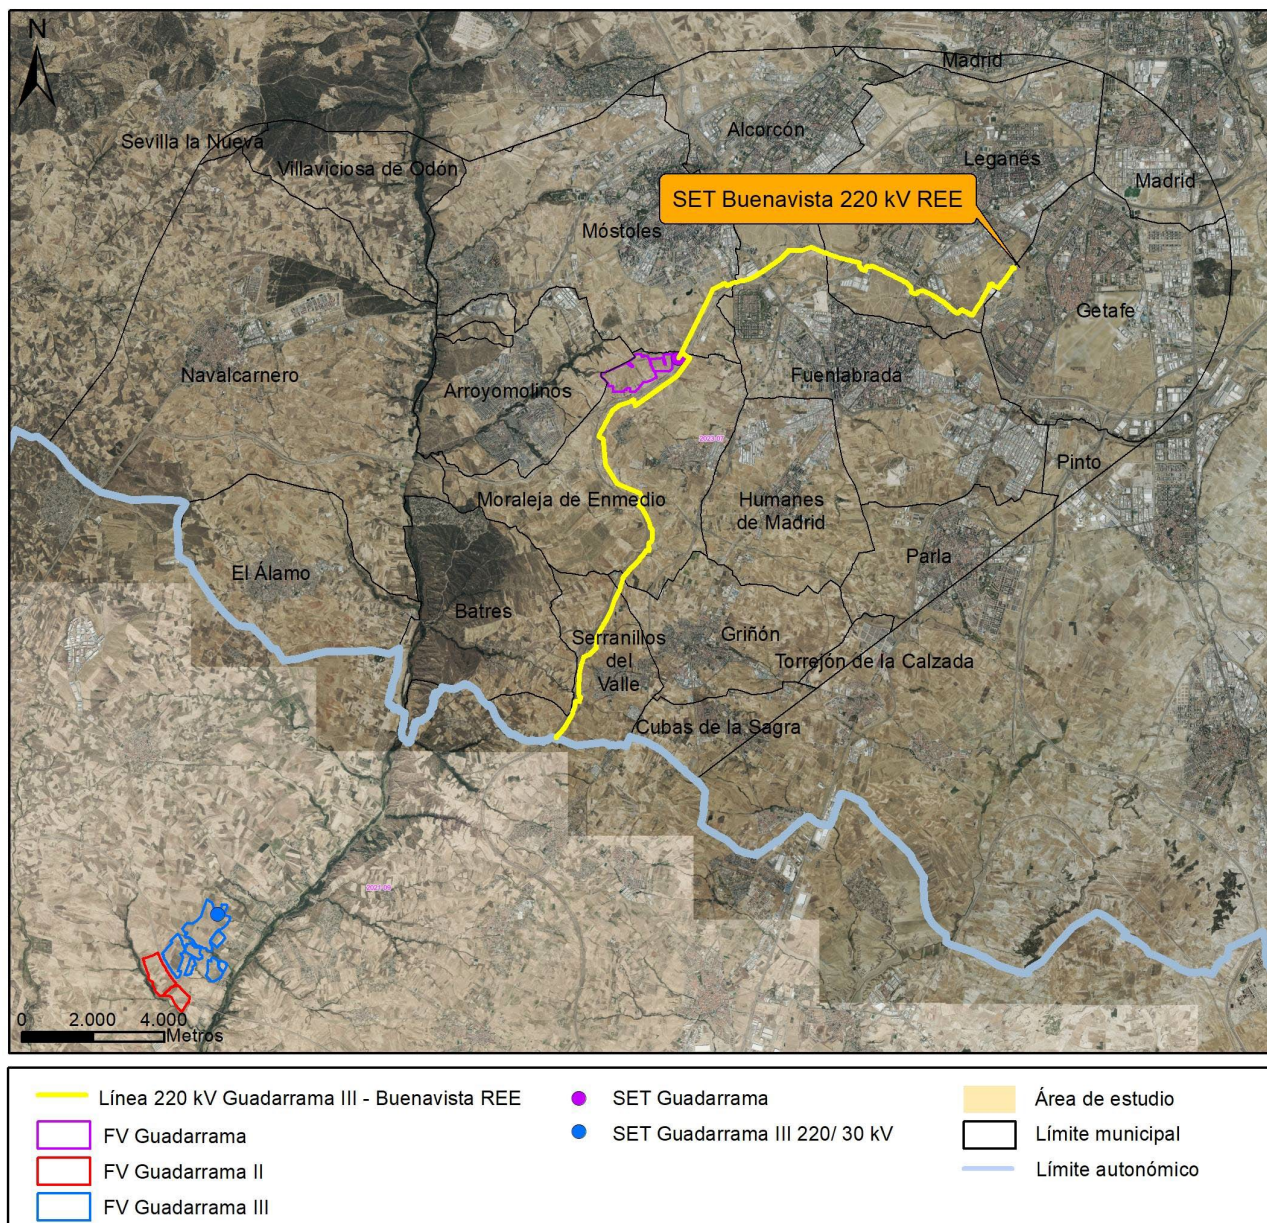 N
Madrid
Alcorcón
Sevilla la Nueva
Villaviciosa de Odón
Leganés
Madrid
SET Buenavista 220 kV REE
Móstoles
Getafe
Navalcarnero
Arroyomolinos
Fuenlabrada
2023-07
Pinto
Moraleja de Enmedio
Humanes
de Madrid
Parla
El Álamo
Batres
Serranillos
del
Valle
Griñón
Torrejón de la Calzada
Cubas de la Sagra
0 2.000 4.000
Metros
Línea 220 kV Guadarrama III - Buenavista REE
FV Guadarrama
FV Guadarrama II
FV Guadarrama III
SET Guadarrama
SET Guadarrama III 220/ 30 kV
Área de estudio
Límite municipal
Límite autonómico